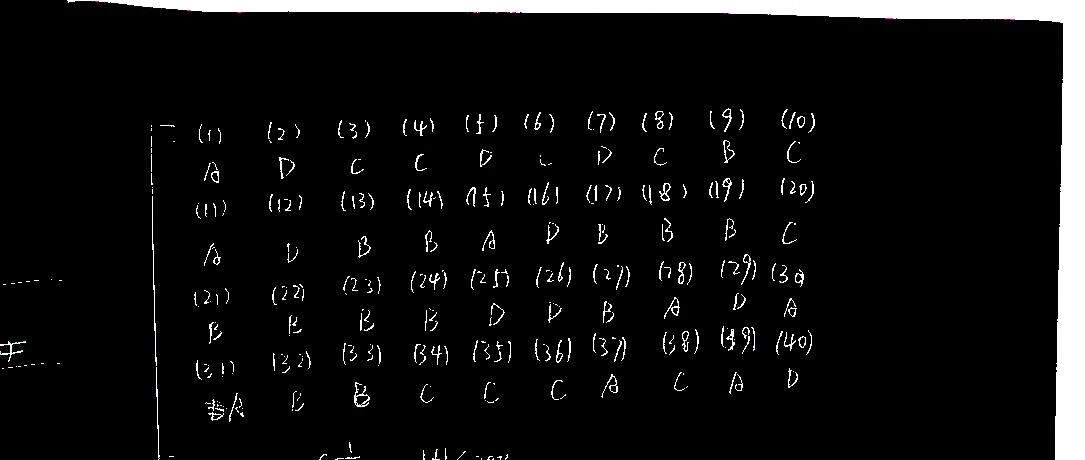 一、(1) (2) (3) (4) (5) (6) (7) (8) (9) (10)
A D C C D C D C B C
(11) (12) (13) (14) (15) (16) (17) (18) (19) (20)
A D B B A D B B B C
(21) (22) (23) (24) (25) (26) (27) (28) (29) (30)
B B B B D D B A D A
(31) (32) (33) (34) (35) (36) (37) (38) (39) (40)
A B B C C C A C A D